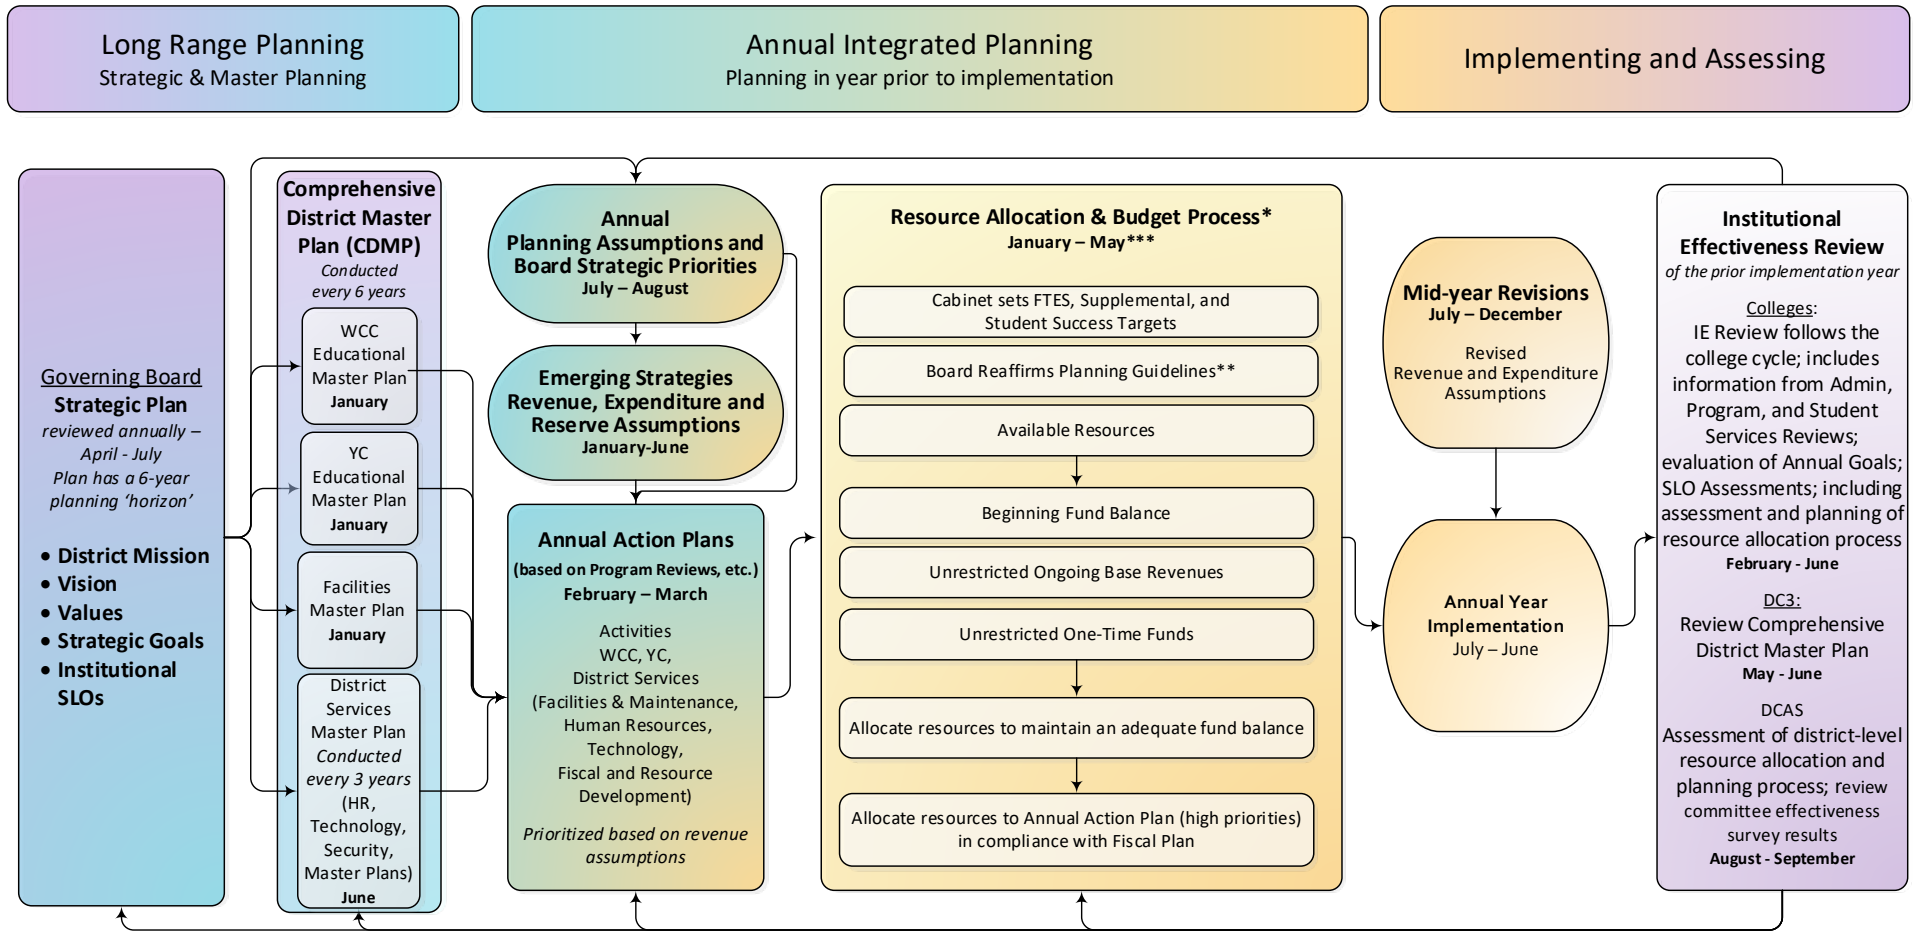 Long Range Planning
Strategic & Master Planning
Annual Integrated Planning
Planning in year prior to implementation
Implementing and Assessing
Governing Board
Strategic Plan
reviewed annually –
April - July
Plan has a 6-year
planning ‘horizon’
• District Mission
• Vision
• Values
• Strategic Goals
• Institutional
SLOs
Comprehensive
District Master
Plan (CDMP)
Conducted
every 6 years
WCC
Educational
Master Plan
January
YC
Educational
Master Plan
January
Facilities
Master Plan
January
District
Services
Master Plan
Conducted
every 3 years
(HR,
Technology,
Security,
Master Plans)
June
Annual
Planning Assumptions and
Board Strategic Priorities
July – August
Emerging Strategies
Revenue, Expenditure and
Reserve Assumptions
January-June
Annual Action Plans
(based on Program Reviews, etc.)
February – March
Activities
WCC, YC,
District Services
(Facilities & Maintenance,
Human Resources,
Technology,
Fiscal and Resource
Development)
Prioritized based on revenue
assumptions
Resource Allocation & Budget Process*
January – May***
Cabinet sets FTES, Supplemental, and
Student Success Targets
Board Reaffirms Planning Guidelines**
Available Resources
Beginning Fund Balance
Unrestricted Ongoing Base Revenues
Unrestricted One-Time Funds
Allocate resources to maintain an adequate fund balance
Allocate resources to Annual Action Plan (high priorities)
in compliance with Fiscal Plan
Mid-year Revisions
July – December
Revised
Revenue and Expenditure
Assumptions
Annual Year
Implementation
July – June
Institutional
Effectiveness Review
of the prior implementation year
Colleges:
IE Review follows the
college cycle; includes
information from Admin,
Program, and Student
Services Reviews;
evaluation of Annual Goals;
SLO Assessments; including
assessment and planning of
resource allocation process
February - June
DC3:
Review Comprehensive
District Master Plan
May - June
DCAS
Assessment of district-level
resource allocation and
planning process; review
committee effectiveness
survey results
August - September